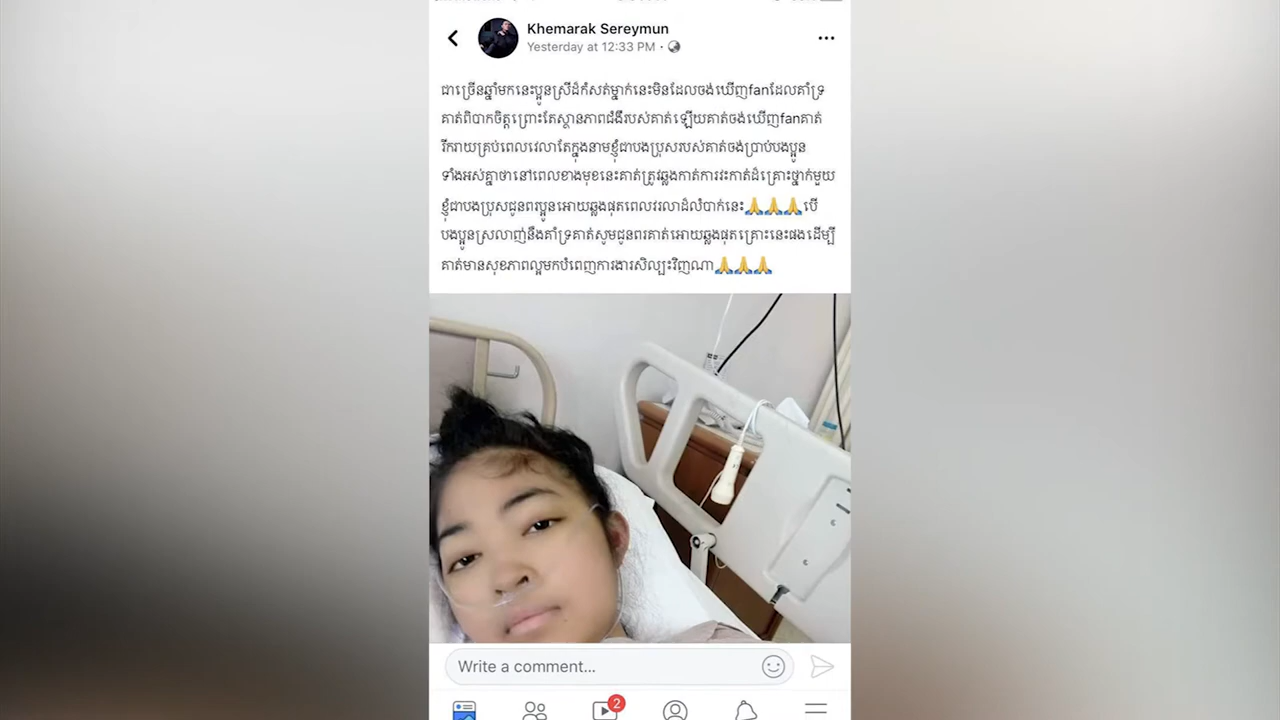 Khemarak Sereymun
Yesterday at 12:33 PM
ជាច្រើនឆ្នាំមកនេះប្អូនស្រីដ៏កំសត់ម្នាក់នេះមិនដែលចង់ឃើញfanដែលគាំទ្រ
គាត់ពិបាកចិត្តព្រោះតែស្ថានភាពជំងឺរបស់គាត់ឡើយគាត់ចង់ឃើញfanគាត់
រីករាយគ្រប់ពេលវេលាតែក្នុងនាមខ្ញុំជាបងប្រុសរបស់គាត់ចង់ប្រាប់បងប្អូន
ទាំងអស់គ្នាថានៅពេលខាងមុខនេះគាត់ត្រូវឆ្លងកាត់ការវះកាត់ដ៏គ្រោះថ្នាក់មួយ
ខ្ញុំជាបងប្រុសជូនពរប្អូនអោយឆ្លងផុតពេលវរលាដ៏លំបាក់នេះ🙏🙏🙏បើ
បងប្អូនស្រលាញ់នឹងគាំទ្រគាត់សូមជូនពរគាត់អោយឆ្លងផុតគ្រោះនេះផងដើម្បី
គាត់មានសុខភាពល្អមកបំពេញការងារសិល្បះវិញណា🙏🙏🙏
Write a comment...
2